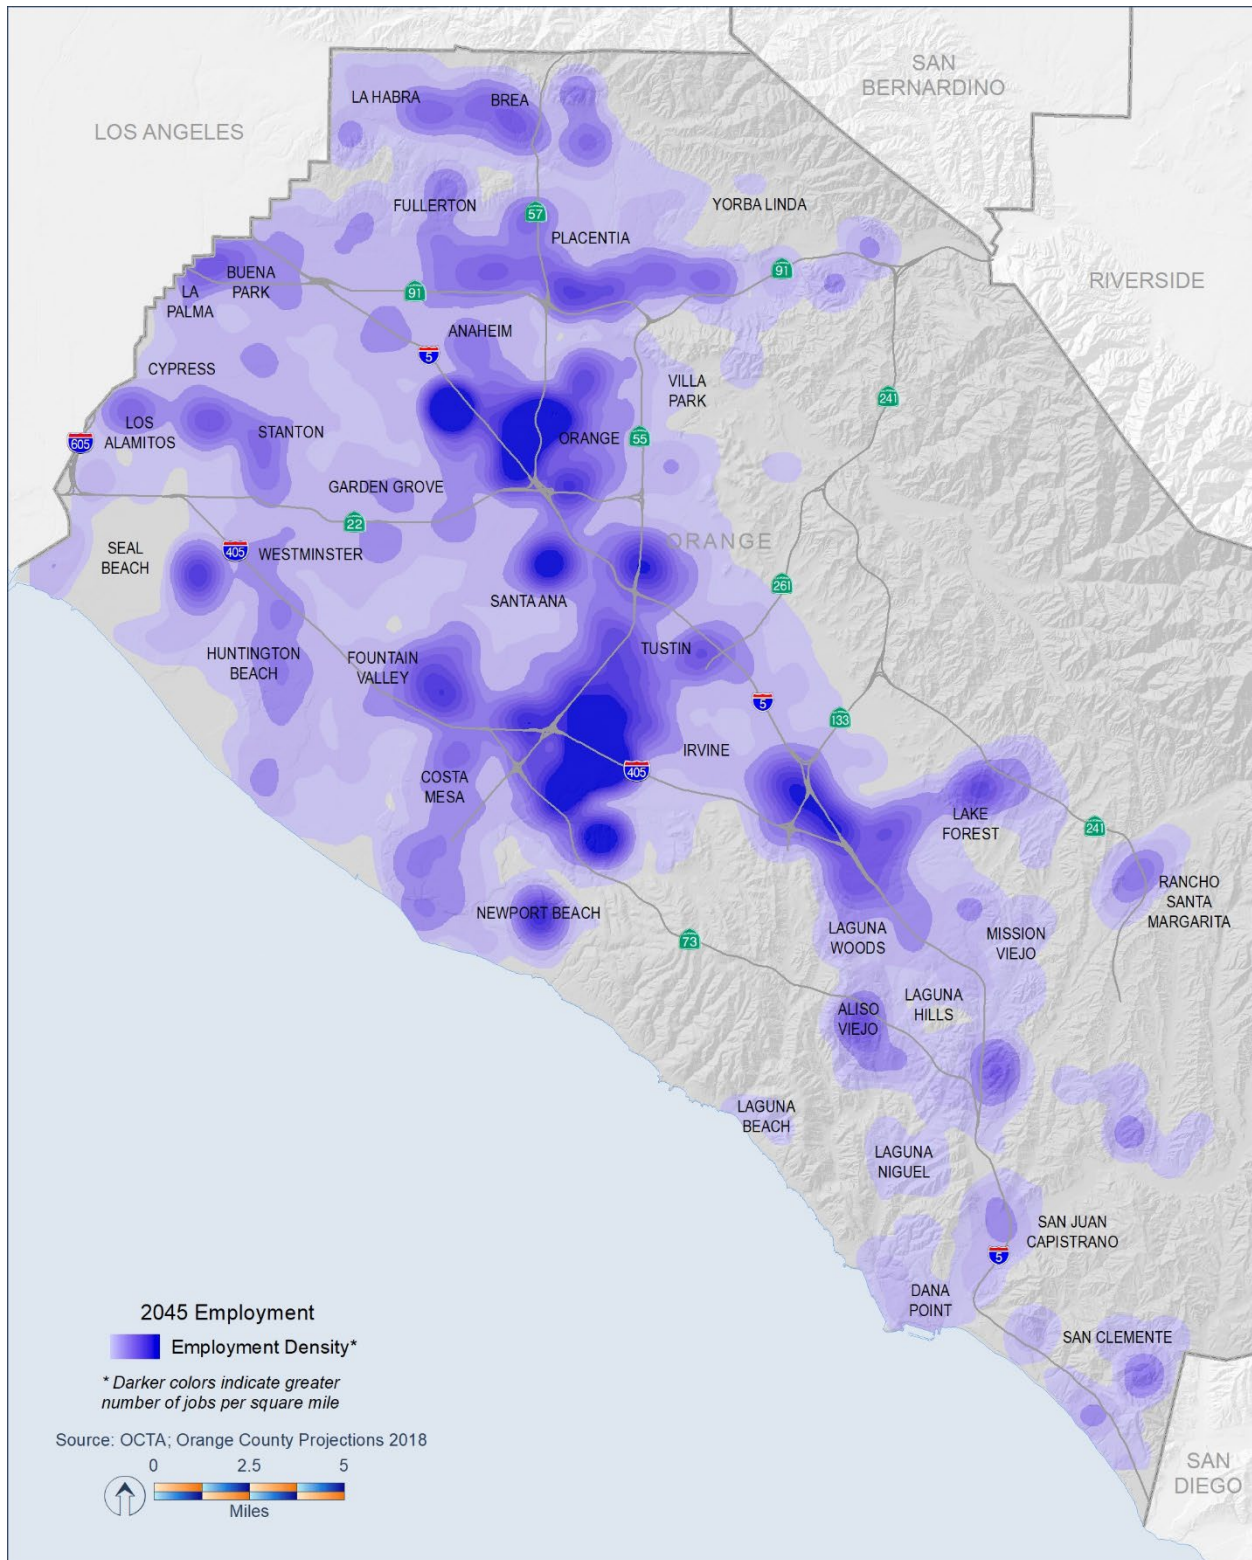 SAN
BERNARDINO
LOS ANGELES
LA HABRA
BREA
FULLERTON
57
YORBA LINDA
PLACENTIA
BUENA
PARK
91
91
RIVERSIDE
LA
PALMA
ANAHEIM
5
CYPRESS
VILLA
PARK
241
LOS
ALAMITOS
STANTON
ORANGE
55
605
GARDEN GROVE
22
SEAL
BEACH
405
WESTMINSTER
ORANGE
261
SANTA ANA
HUNTINGTON
BEACH
FOUNTAIN
VALLEY
TUSTIN
5
133
IRVINE
405
COSTA
MESA
LAKE
FOREST
241
RANCHO
SANTA
MARGARITA
NEWPORT BEACH
73
LAGUNA
WOODS
MISSION
VIEJO
LAGUNA
HILLS
ALISO
VIEJO
LAGUNA
BEACH
LAGUNA
NIGUEL
SAN JUAN
CAPISTRANO
5
DANA
POINT
SAN CLEMENTE
SAN
DIEGO
2045 Employment
Employment Density*
* Darker colors indicate greater
number of jobs per square mile
Source: OCTA; Orange County Projections 2018
0 2.5 5
Miles